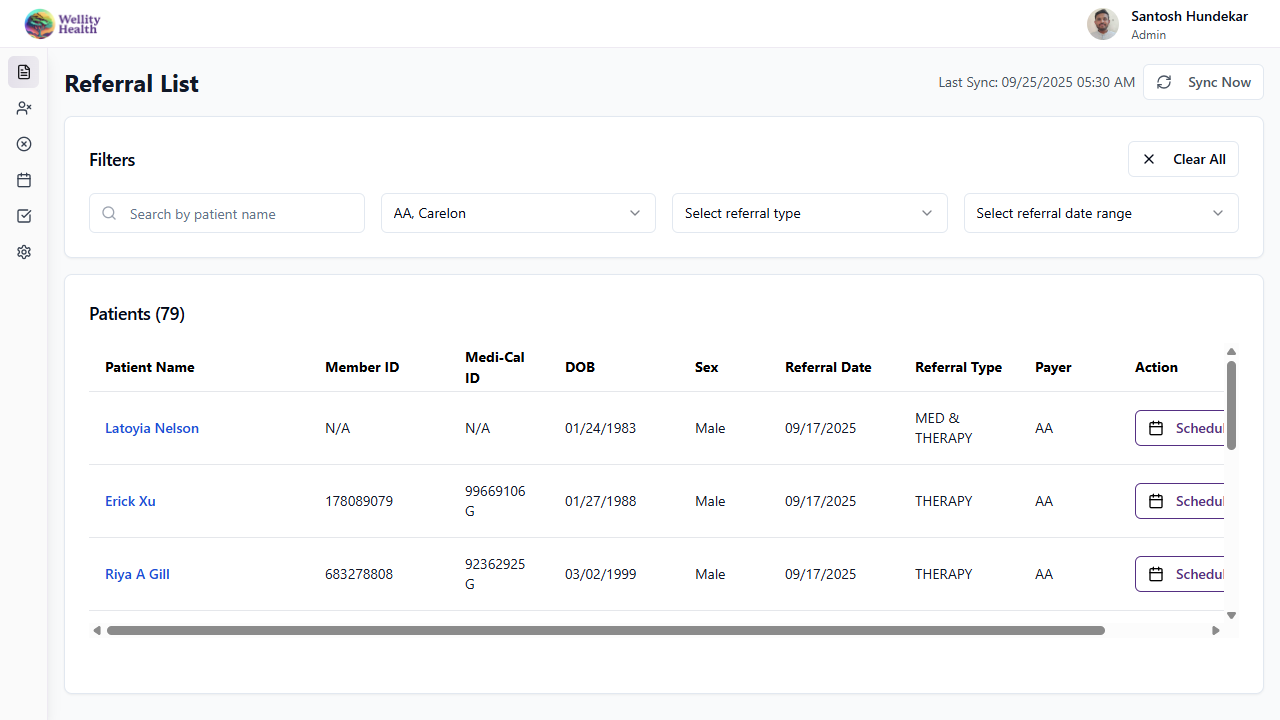 Wellity
Health
Santosh Hundekar
Admin
Referral List
Last Sync: 09/25/2025 05:30 AM
Sync Now
Filters
Clear All
Search by patient name
AA, Carelon
Select referral type
Select referral date range
Patients (79)
Patient Name
Member ID
Medi-Cal
ID
DOB
Sex
Referral Date
Referral Type
Payer
Action
Latoyia Nelson
N/A
N/A
01/24/1983
Male
09/17/2025
MED &
THERAPY
AA
Schedul
Erick Xu
178089079
99669106
G
01/27/1988
Male
09/17/2025
THERAPY
AA
Schedul
Riya A Gill
683278808
92362925
G
03/02/1999
Male
09/17/2025
THERAPY
AA
Schedul